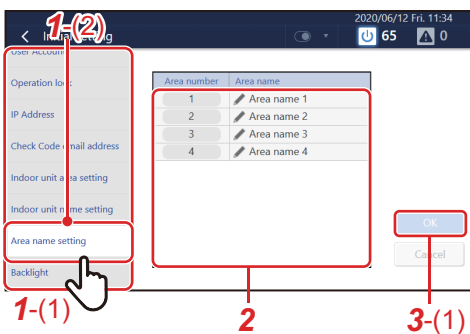 2020/06/12 Fri. 11:34
1-(2)
65
0
User Account
Operation lock
IP Address
Check Code email address
Indoor unit area setting
Indoor unit name setting
Area name setting
Backlight
Area number Area name
1 Area name 1
2 Area name 2
3 Area name 3
4 Area name 4
OK
Cancel
1-(1)
2
3-(1)